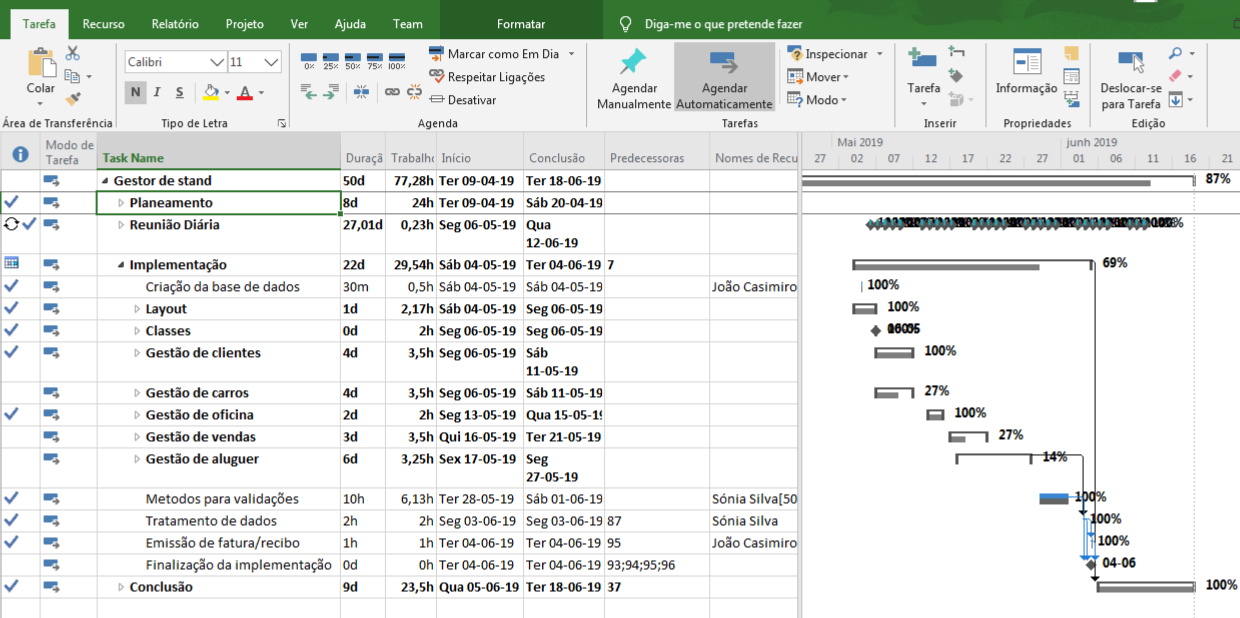 Tarefa Recurso Relatório Projeto Ver Ajuda Team Formatar Diga-me o que pretende fazer
Colar
Calibri 11
N I S A
0% 25% 50% 75% 100%
Marcar como Em Dia
Respeitar Ligações
Desativar
Agendar
Manualmente
Agendar
Automaticamente
Inspecionar
Mover
Modo
Tarefa
Informação
Deslocar-se
para Tarefa
Área de Transferência Tipo de Letra Agenda Tarefas Inserir Propriedades Edição
Modo de
Tarefa
Task Name Duraçã Trabalho Início Conclusão Predecessoras Nomes de Recu
Mai 2019 junh 2019
27 02 07 12 17 22 27 01 06 11 16 21
Gestor de stand 50d 77,28h Ter 09-04-19 Ter 18-06-19 87%
Planeamento 8d 24h Ter 09-04-19 Sáb 20-04-19
Reunião Diária 27,01d 0,23h Seg 06-05-19 Qua
12-06-19
Implementação 22d 29,54h Sáb 04-05-19 Ter 04-06-19 7 69%
Criação da base de dados 30m 0,5h Sáb 04-05-19 Sáb 04-05-19 João Casimiro 100%
Layout 1d 2,17h Sáb 04-05-19 Seg 06-05-19 100%
Classes 0d 2h Seg 06-05-19 Seg 06-05-19
Gestão de clientes 4d 3,5h Seg 06-05-19 Sáb 100%
11-05-19
Gestão de carros 4d 3,5h Seg 06-05-19 Sáb 11-05-19 27%
Gestão de oficina 2d 2h Seg 13-05-19 Qua 15-05-19 100%
Gestão de vendas 3d 3,5h Qui 16-05-19 Ter 21-05-19 27%
Gestão de aluguer 6d 3,25h Sex 17-05-19 Seg 14%
27-05-19
Metodos para validações 10h 6,13h Ter 28-05-19 Sáb 01-06-19 Sónia Silva[50 100%
Tratamento de dados 2h 2h Seg 03-06-19 Seg 03-06-19 87 Sónia Silva 100%
Emissão de fatura/recibo 1h 1h Ter 04-06-19 Ter 04-06-19 95 João Casimiro 100%
Finalização da implementação 0d 0h Ter 04-06-19 Ter 04-06-19 93;94;95;96 04-06
Conclusão 9d 23,5h Qua 05-06-19 Ter 18-06-19 37 100%